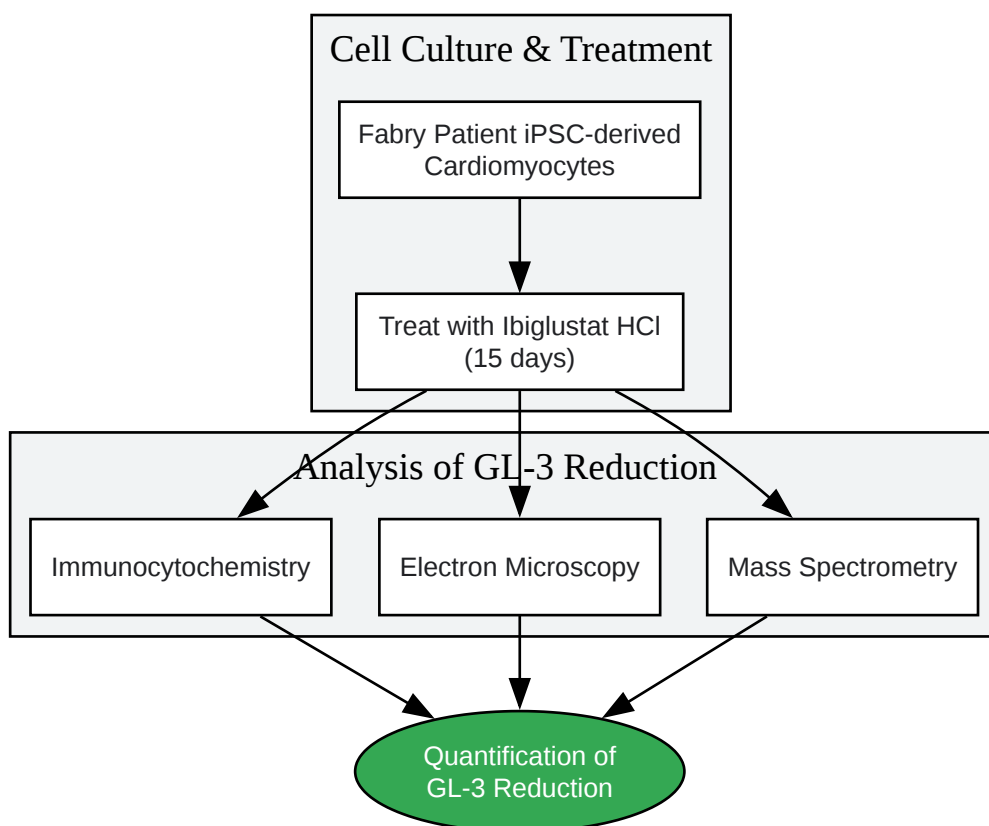 Cell Culture & Treatment
Fabry Patient iPSC-derived
Cardiomyocytes
Treat with Ibiglustat HCl
(15 days)
Analysis of GL-3 Reduction
Immunocytochemistry
Electron Microscopy
Mass Spectrometry
Quantification of
GL-3 Reduction